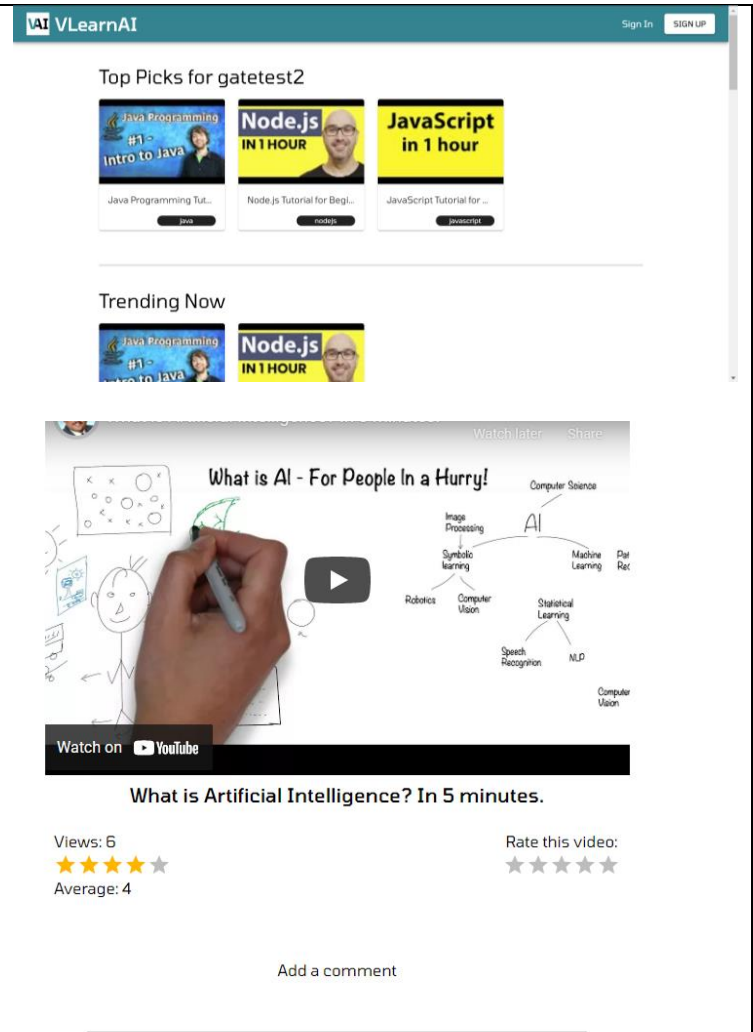 VAI VLearnAI
Sign In SIGN UP
Top Picks for gatetest2
Java Programming
#1 -
Intro to Java
Node.js
IN 1 HOUR
JavaScript
in 1 hour
Java Programming Tut...
Node.js Tutorial for Begi...
JavaScript Tutorial for ...
java
nodejs
javascript
Trending Now
Java Programming
#1 -
Intro to Java
Node.js
IN 1 HOUR
Watch later Share
What is AI - For People In a Hurry!
Computer Science
AI
Image
Processing
Symbolic
learning
Machine
Learning
Robotics
Computer
Vision
Statistical
Learning
Speech
Recognition
NLP
Computer
Vision
Watch on YouTube
What is Artificial Intelligence? In 5 minutes.
Views: 6
Rate this video:
Average: 4
Add a comment